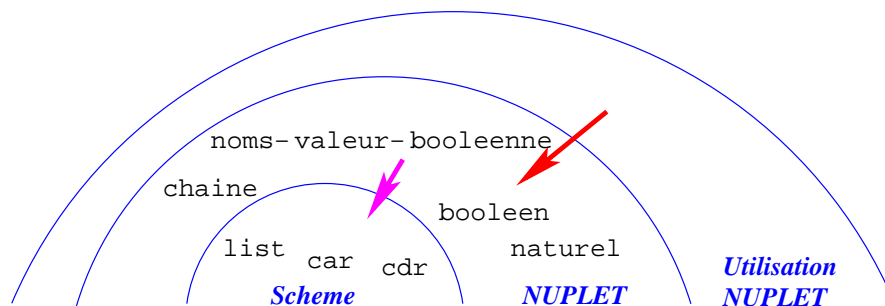 noms-valeur-booleenne
chaine
booleen
list
car
cdr
naturel
Scheme
NUPLET
Utilisation
NUPLET